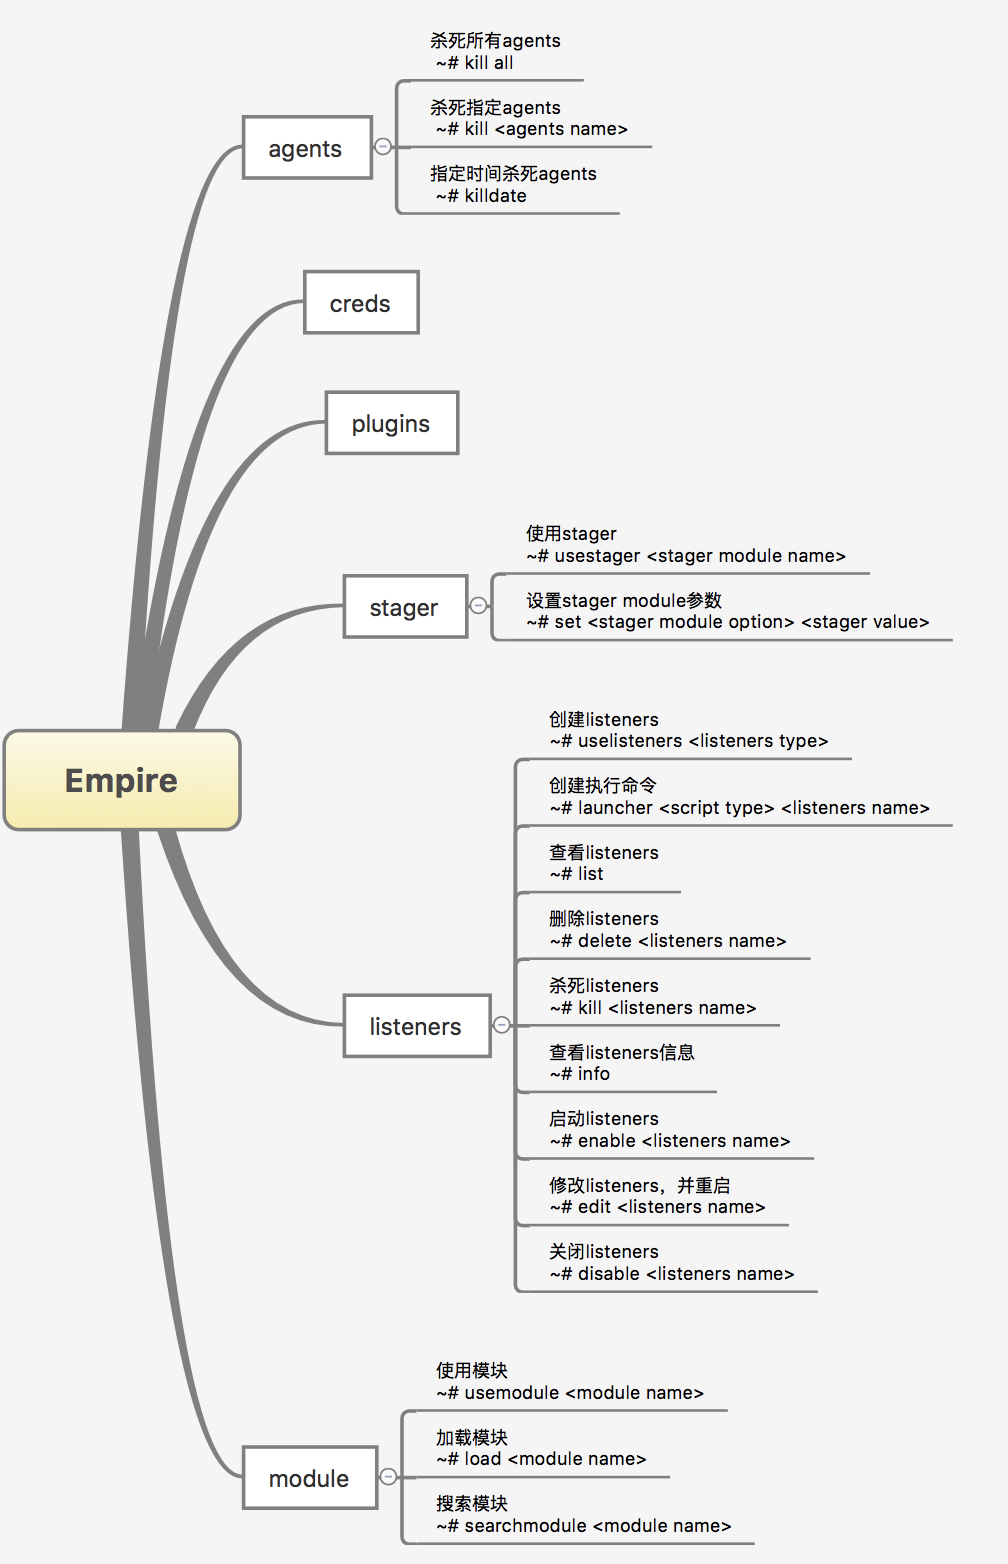 杀死所有agents
~# kill all
杀死指定agents
~# kill <agents name>
agents
指定时间杀死agents
~# killdate
creds
plugins
使用stager
~# usestager <stager module name>
stager
设置stager module参数
~# set <stager module option> <stager value>
Empire
创建listeners
~# uselisteners <listeners type>
创建执行命令
~# launcher <script type> <listeners name>
查看listeners
~# list
删除listeners
~# delete <listeners name>
杀死listeners
~# kill <listeners name>
listeners
查看listeners信息
~# info
启动listeners
~# enable <listeners name>
修改listeners，并重启
~# edit <listeners name>
关闭listeners
~# disable <listeners name>
使用模块
~# usemodule <module name>
加载模块
~# load <module name>
module
搜索模块
~# searchmodule <module name>